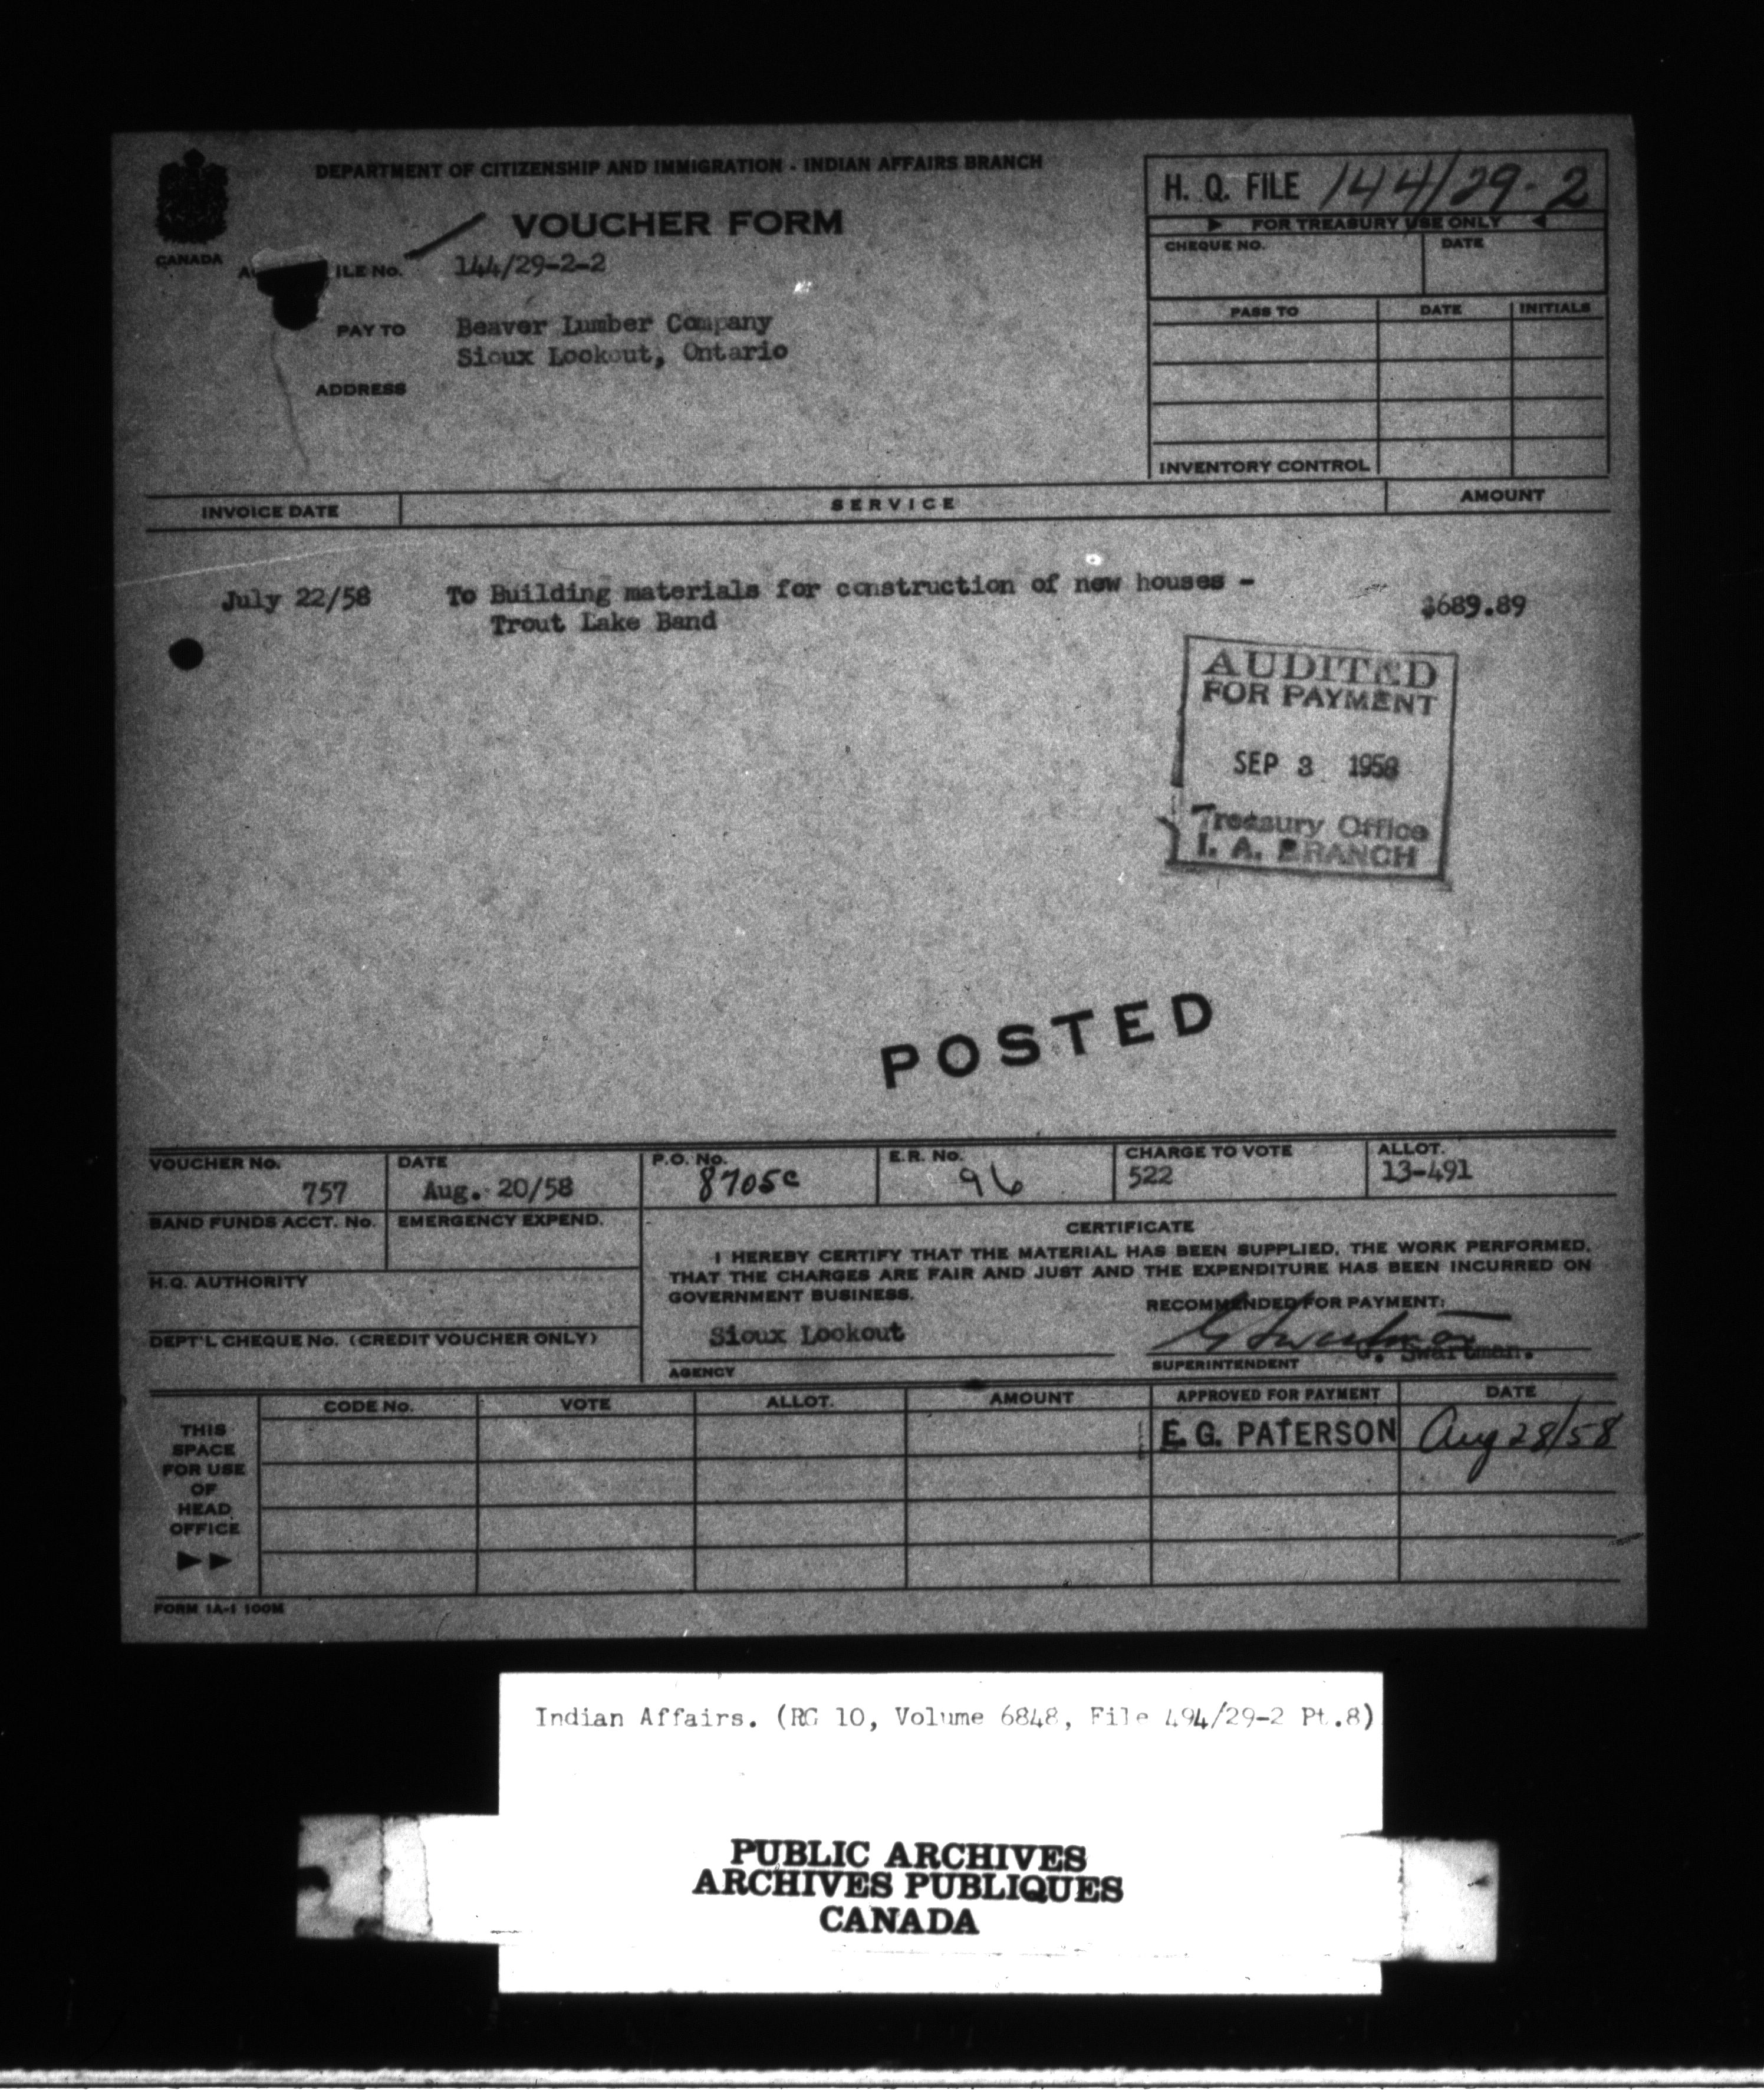 DEPARTMENT OF CITIZENSHIP AND IMMIGRATION - INDIAN AFFAIRS BRANCH
VOUCHER FORM
CANADA
ILE No. 144/29-2-2
PAY TO Beaver Lumber Company
Sioux Lookout, Ontario
ADDRESS
H. Q. FILE 144/29-2
FOR TREASURY USE ONLY
CHEQUE NO. DATE
PASS TO DATE INITIALS
INVENTORY CONTROL
INVOICE DATE SERVICE AMOUNT
July 22/58 To Building materials for construction of new houses - $689.89
Trout Lake Band
AUDITED
FOR PAYMENT
SEP 3 1958
Treasury Office
I. A. BRANCH
POSTED
VOUCHER No. DATE P.O. No. E.R. No. CHARGE TO VOTE ALLOT.
757 Aug. 20/58 8705c 96 522 13-491
BAND FUNDS ACCT. No. EMERGENCY EXPEND.
H.Q. AUTHORITY
DEPT'L CHEQUE No. (CREDIT VOUCHER ONLY)
CERTIFICATE
I HEREBY CERTIFY THAT THE MATERIAL HAS BEEN SUPPLIED, THE WORK PERFORMED,
THAT THE CHARGES ARE FAIR AND JUST AND THE EXPENDITURE HAS BEEN INCURRED ON
GOVERNMENT BUSINESS.
RECOMMENDED FOR PAYMENT:
Sioux Lookout G Swartman
G. Swartman.
AGENCY SUPERINTENDENT
CODE No. VOTE ALLOT. AMOUNT APPROVED FOR PAYMENT DATE
E. G. PATERSON Aug 28/58
THIS
SPACE
FOR USE
OF
HEAD
OFFICE
FORM IA-1 100M
Indian Affairs. (RG 10, Volume 6848, File 494/29-2 Pt.8)
PUBLIC ARCHIVES
ARCHIVES PUBLIQUES
CANADA